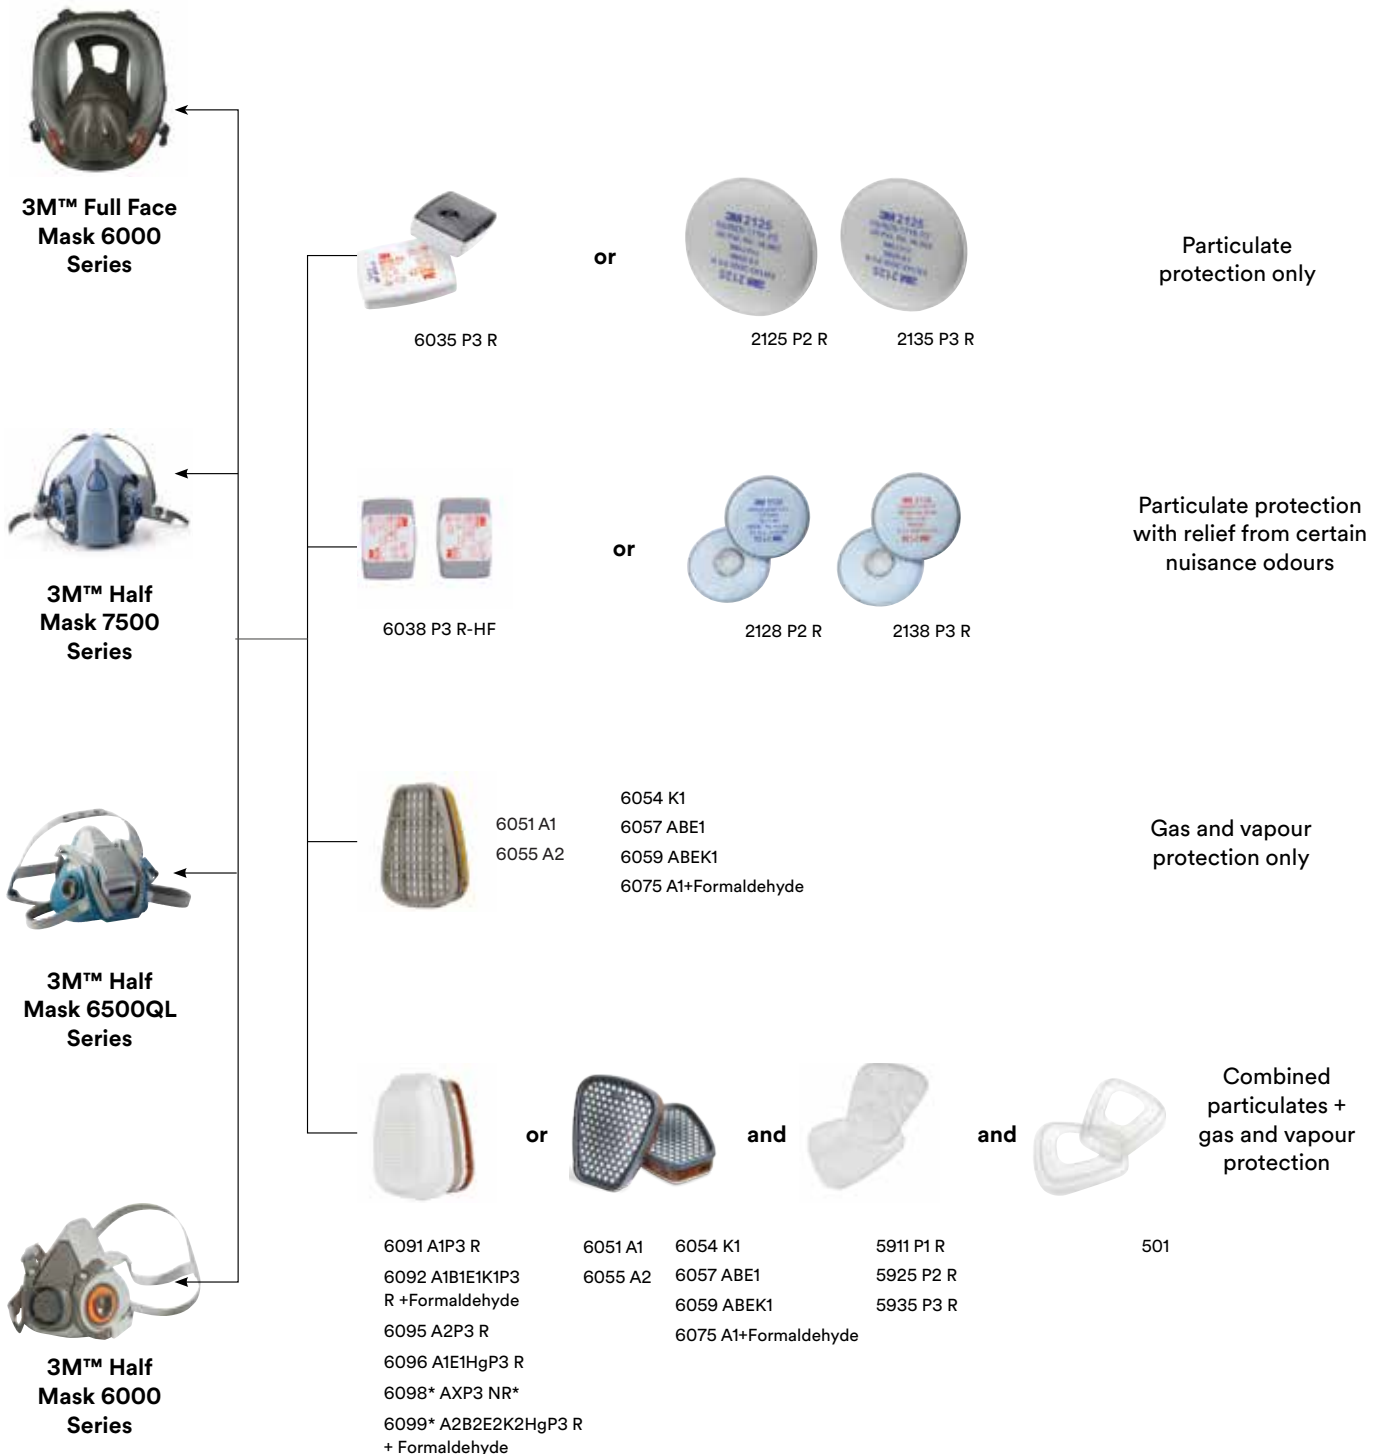 3M™ Full Face
Mask 6000
Series
6035 P3 R
or
3M 2125
3M 2125
2125 P2 R
2135 P3 R
Particulate
protection only
3M™ Half
Mask 7500
Series
6038 P3 R-HF
or
2128 P2 R
2138 P3 R
Particulate protection
with relief from certain
nuisance odours
3M™ Half
Mask 6500QL
Series
6051 A1
6055 A2
6054 K1
6057 ABE1
6059 ABEK1
6075 A1+Formaldehyde
Gas and vapour
protection only
3M™ Half
Mask 6000
Series
or
and
and
Combined
particulates +
gas and vapour
protection
6091 A1P3 R
6092 A1B1E1K1P3
R +Formaldehyde
6095 A2P3 R
6096 A1E1HgP3 R
6098* AXP3 NR*
6099* A2B2E2K2HgP3 R
+ Formaldehyde
6051 A1
6055 A2
6054 K1
6057 ABE1
6059 ABEK1
6075 A1+Formaldehyde
5911 P1 R
5925 P2 R
5935 P3 R
501